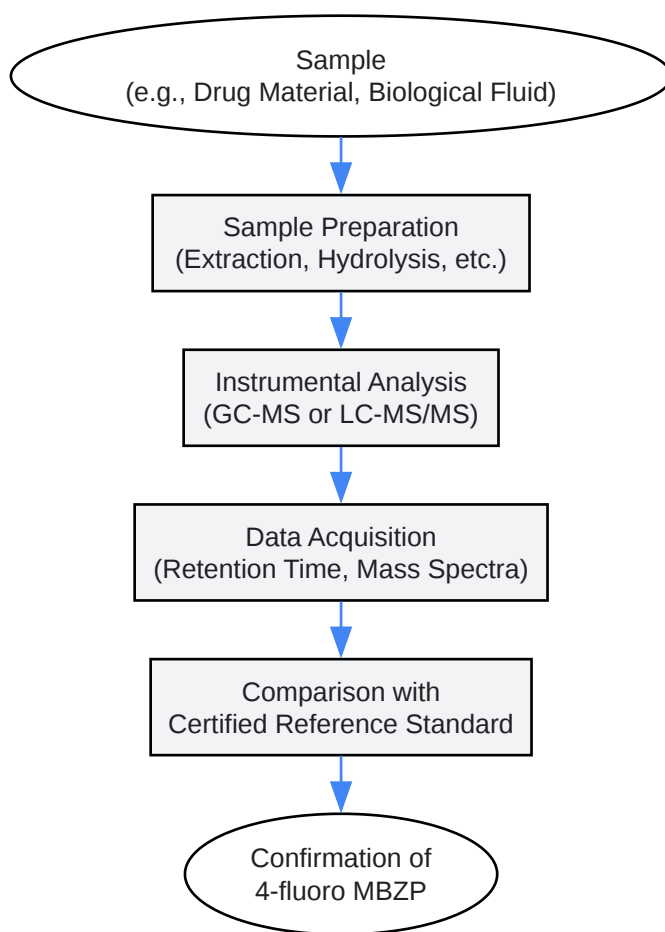 Sample
(e.g., Drug Material, Biological Fluid)
Sample Preparation
(Extraction, Hydrolysis, etc.)
Instrumental Analysis
(GC-MS or LC-MS/MS)
Data Acquisition
(Retention Time, Mass Spectra)
Comparison with
Certified Reference Standard
Confirmation of
4-fluoro MBZP